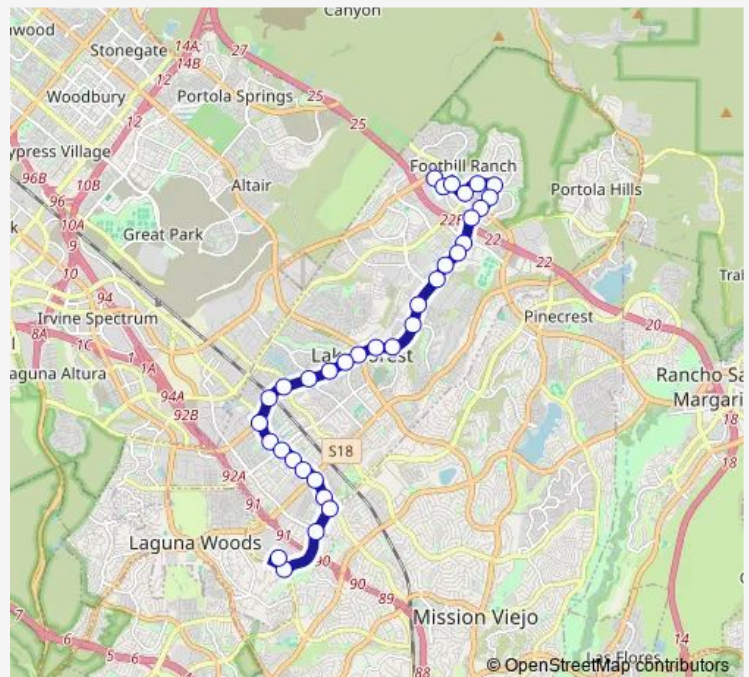 Canyon
wood
Stonegate
14A
14B
27
12
Woodbury
Portola Springs
25
12
25
ypress Village
Foothill Ranch
96B
10B
Altair
Portola Hills
10A
Great Park
22
9
22
10
94
Irvine Spectrum
Pinecrest
20
8A
1C
1A
Lake Forest
Rancho Sa
Margari
aguna Altura
94A
92B
18
S18
18
92A
91
91
Laguna Woods
90
90
89
7
6
6
5
Mission Viejo
14
88
Las Flores
© OpenStreetMap contributors